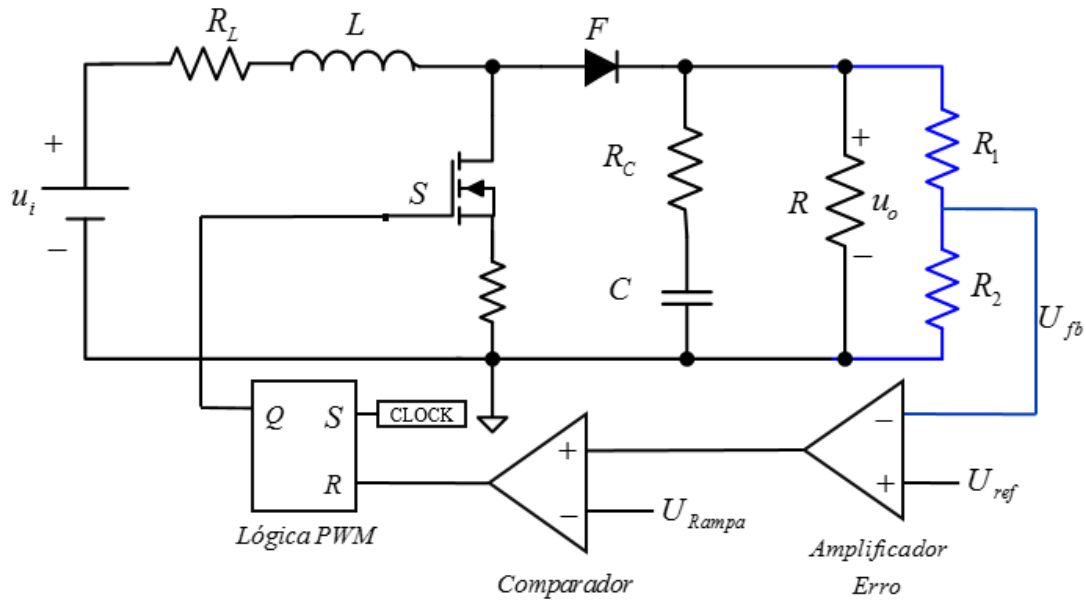 R_L
L
F
+
u_i
−
S
R_C
C
+
R
u_o
−
R_1
R_2
U_fb
Q
S
CLOCK
R
Lógica PWM
+
−
U_Rampa
Comparador
−
+
U_ref
Amplificador
Erro